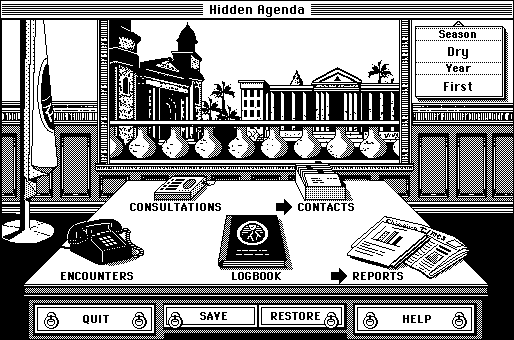 Hidden Agenda
Season
Dry
Year
First
CONSULTATIONS
CONTACTS
ENCOUNTERS
LOGBOOK
REPORTS
QUIT
SAVE
RESTORE
HELP